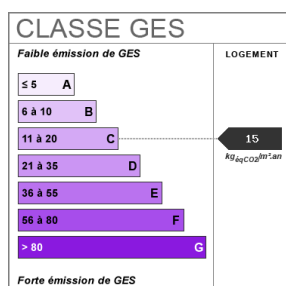 CLASSE GES
Faible émission de GES
LOGEMENT
≤ 5 A
6 à 10 B
11 à 20 C
15
kgéqCO2/m².an
21 à 35 D
36 à 55 E
56 à 80 F
> 80 G
Forte émission de GES